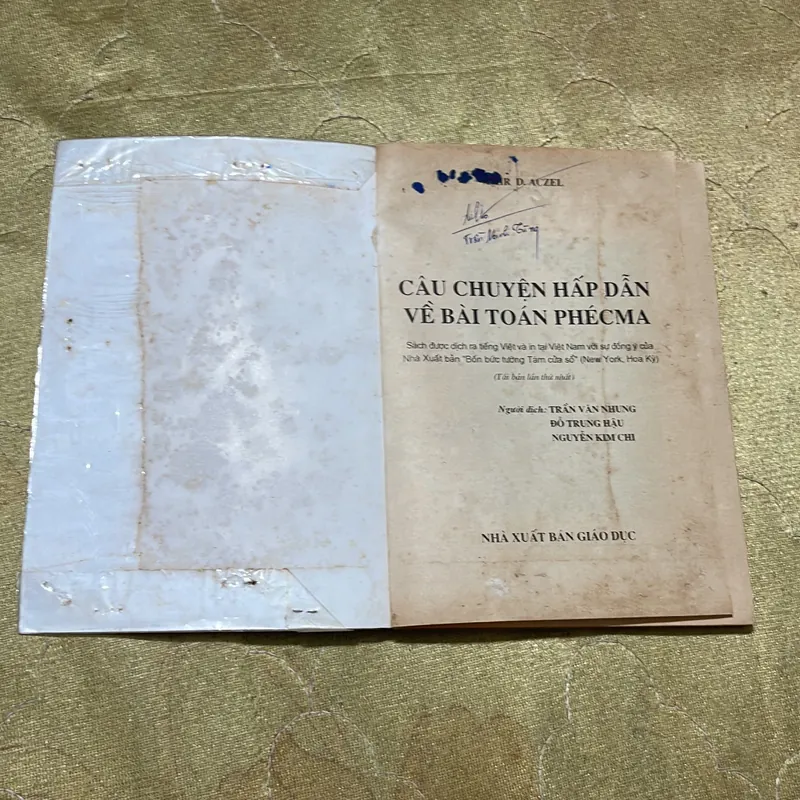 D. ACZEL
Trần Minh Tùng
CÂU CHUYỆN HẤP DẪN
VỀ BÀI TOÁN PHÉCMA
Sách được dịch ra tiếng Việt và in tại Việt Nam với sự đồng ý của
Nhà Xuất bản "Bốn bức tường Tám cửa sổ" (New York, Hoa Kỳ)
(Tái bản lần thứ nhất)
Người dịch: TRẦN VĂN NHUNG
ĐỖ TRUNG HẬU
NGUYỄN KIM CHI
NHÀ XUẤT BẢN GIÁO DỤC